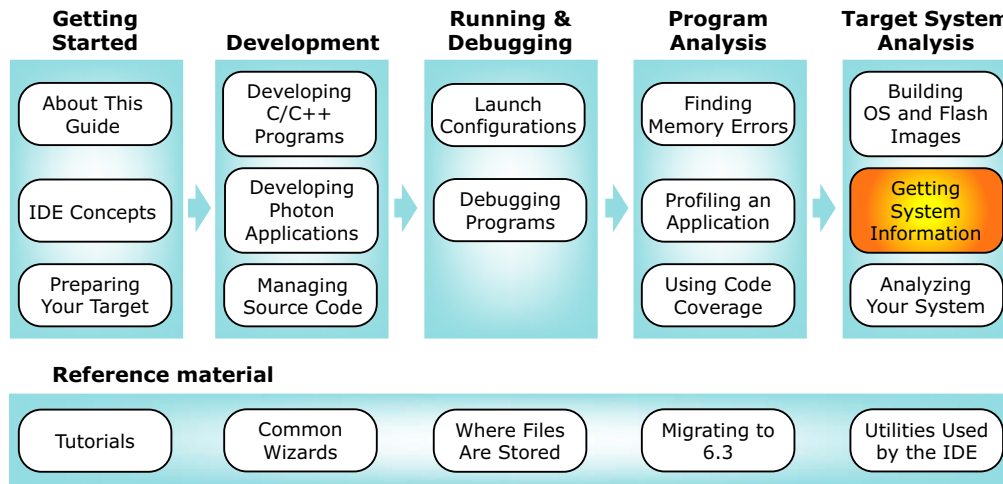 Getting
Started
Development
Running &
Debugging
Program
Analysis
Target System
Analysis
About This
Guide
IDE Concepts
Preparing
Your Target
Developing
C/C++
Programs
Developing
Photon
Applications
Managing
Source Code
Launch
Configurations
Debugging
Programs
Finding
Memory Errors
Profiling an
Application
Using Code
Coverage
Building
OS and Flash
Images
Getting
System
Information
Analyzing
Your System
Reference material
Tutorials
Common
Wizards
Where Files
Are Stored
Migrating to
6.3
Utilities Used
by the IDE